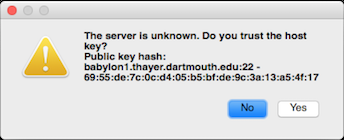 The server is unknown. Do you trust the host
key?
Public key hash:
babylon1.thayer.dartmouth.edu:22 -
69:55:de:7c:0c:d4:05:b5:bf:de:9c:3a:13:a5:4f:17
No
Yes